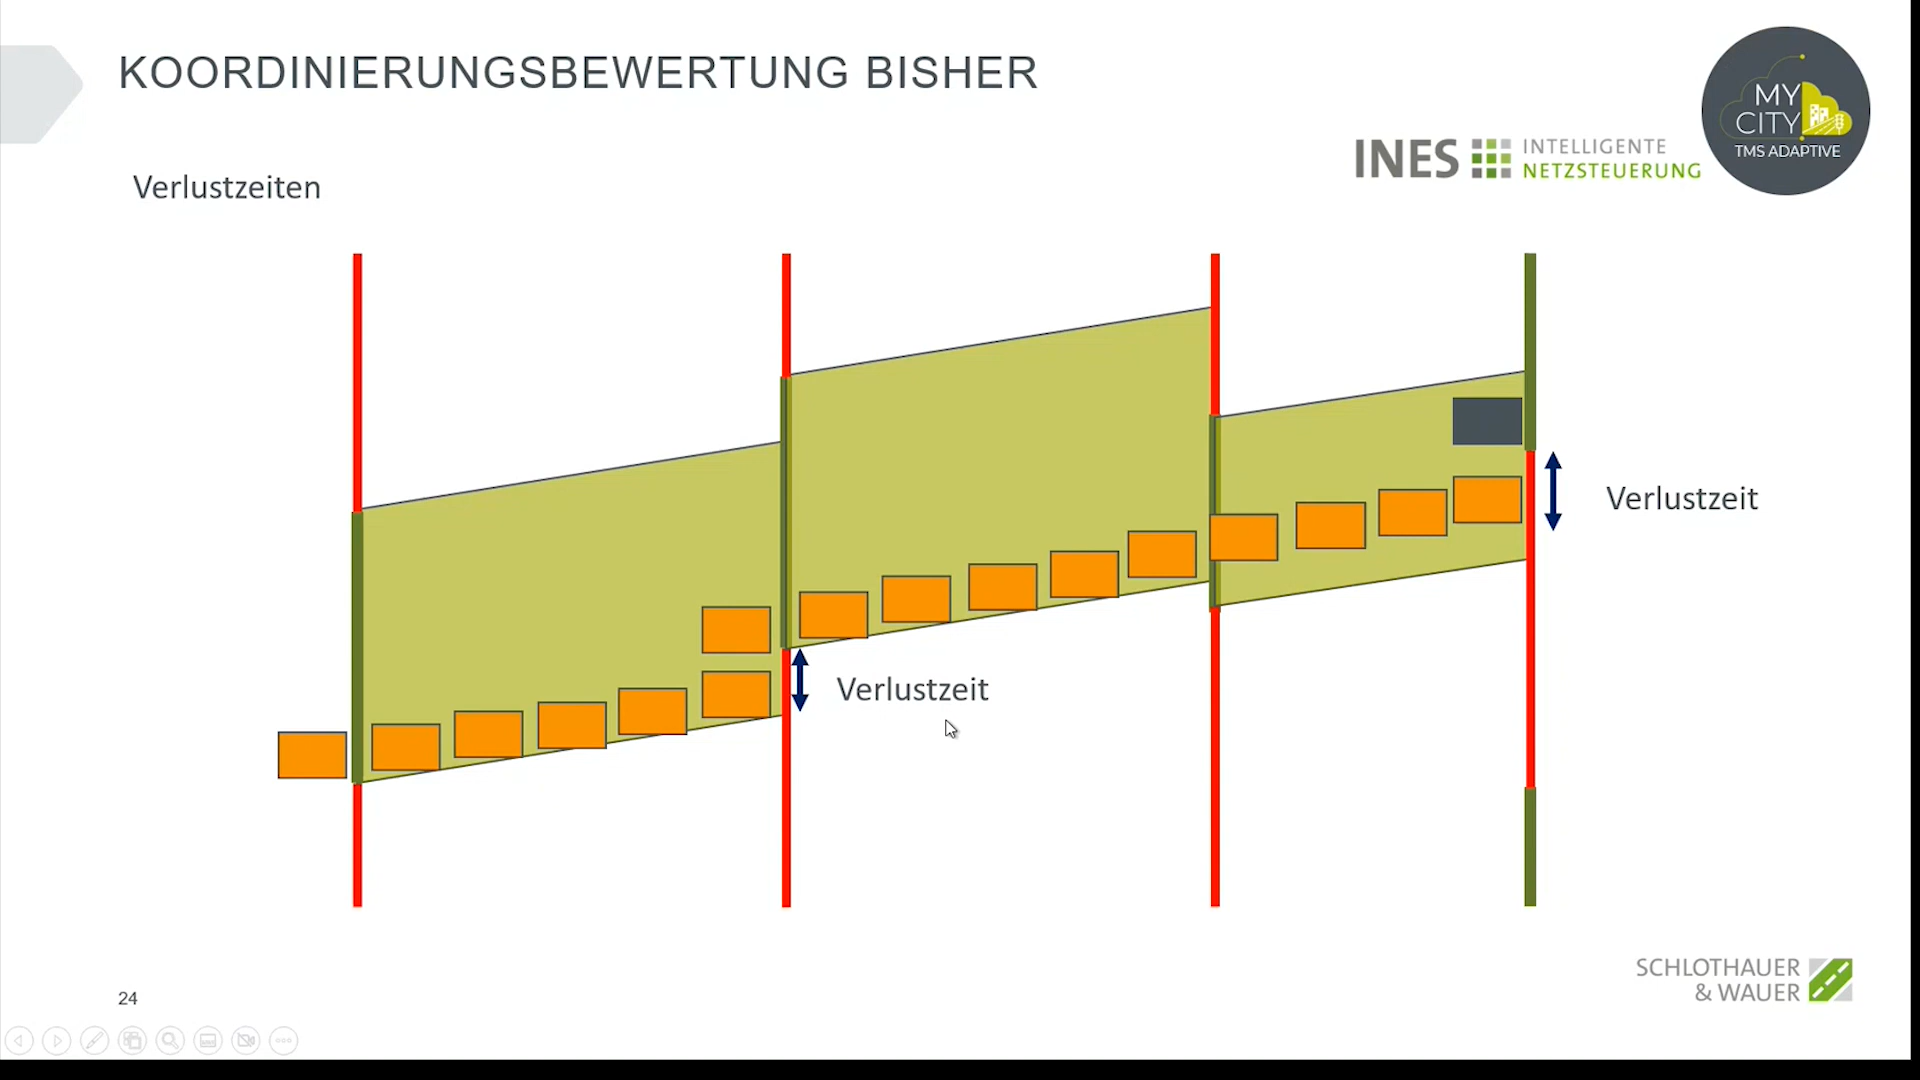 KOORDINIERUNGSBEWERTUNG BISHER
MY
CITY
TMS ADAPTIVE
INES INTELLIGENTE
NETZSTEUERUNG
Verlustzeiten
Verlustzeit
Verlustzeit
SCHLOTHAUER
& WAUER
24